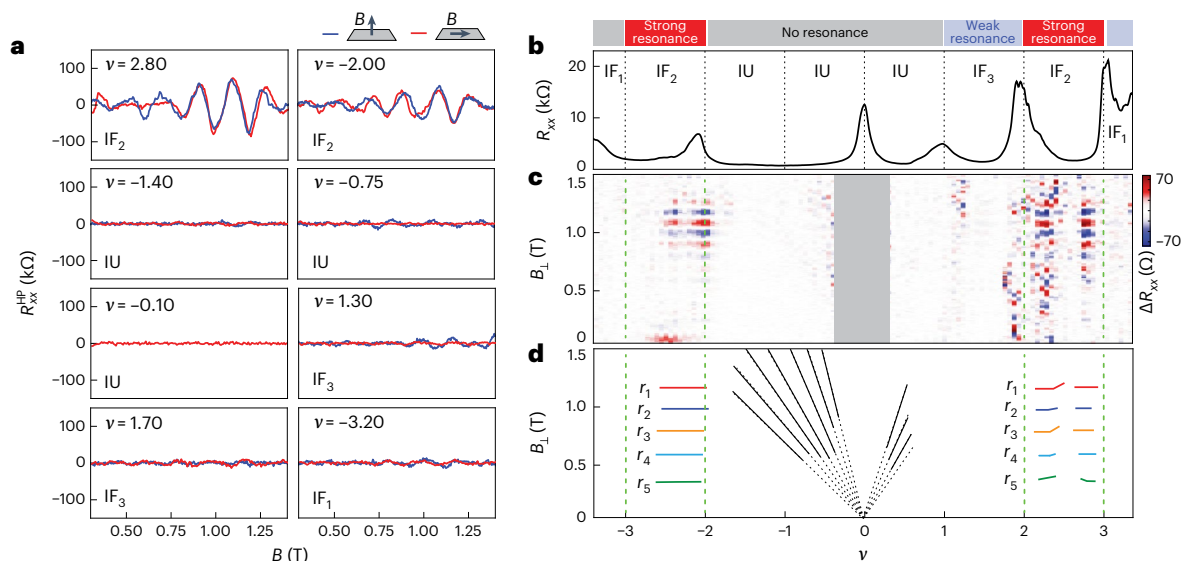 a
B
B
ν = 2.80
ν = −2.00
100
0
−100
IF2
IF2
ν = −1.40
ν = −0.75
100
0
−100
IU
IU
ν = −0.10
ν = 1.30
100
0
−100
IU
IF3
ν = 1.70
ν = −3.20
100
0
−100
IF3
IF1
RxxHP (kΩ)
0.50 0.75 1.00 1.25
0.50 0.75 1.00 1.25
B (T)
b
Strong resonance
No resonance
Weak resonance
Strong resonance
IF1 IF2 IU IU IU IF3 IF2 IF1
20
10
0
Rxx (kΩ)
c
1.5
1.0
0.5
0
B⊥ (T)
70
−70
ΔRxx (Ω)
d
1.5
1.0
0.5
0
B⊥ (T)
r1 r1
r2 r2
r3 r3
r4 r4
r5 r5
−3 −2 −1 0 1 2 3
ν